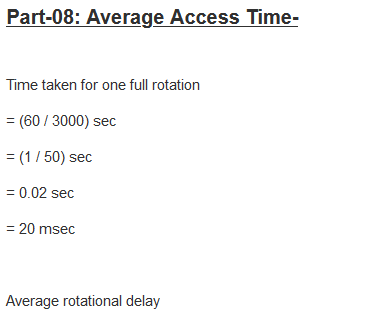 Part-08: Average Access Time-
Time taken for one full rotation
= (60 / 3000) sec
= (1 / 50) sec
= 0.02 sec
= 20 msec
Average rotational delay